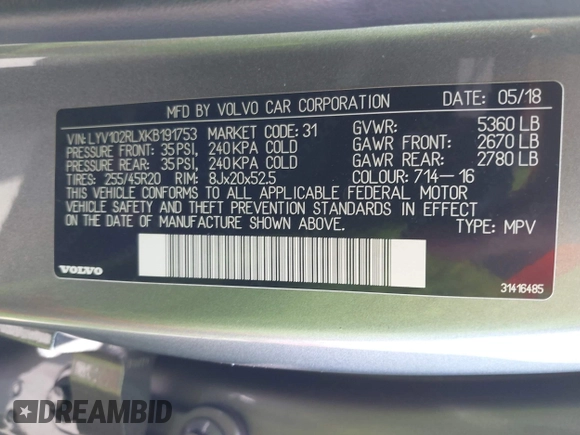 MFD BY VOLVO CAR CORPORATION DATE: 05/18
VIN: LYV102RLXKB191753 MARKET CODE: 31 GVWR: 5360 LB
PRESSURE FRONT: 35 PSI, 240 KPA COLD GAWR FRONT: 2670 LB
PRESSURE REAR: 35 PSI, 240 KPA COLD GAWR REAR: 2780 LB
TIRES: 255/45R20 RIM: 8Jx20x52.5 COLOUR: 714-16
THIS VEHICLE CONFORMS TO ALL APPLICABLE FEDERAL MOTOR
VEHICLE SAFETY AND THEFT PREVENTION STANDARDS IN EFFECT
ON THE DATE OF MANUFACTURE SHOWN ABOVE. TYPE: MPV
VOLVO 31416485
DREAMBID